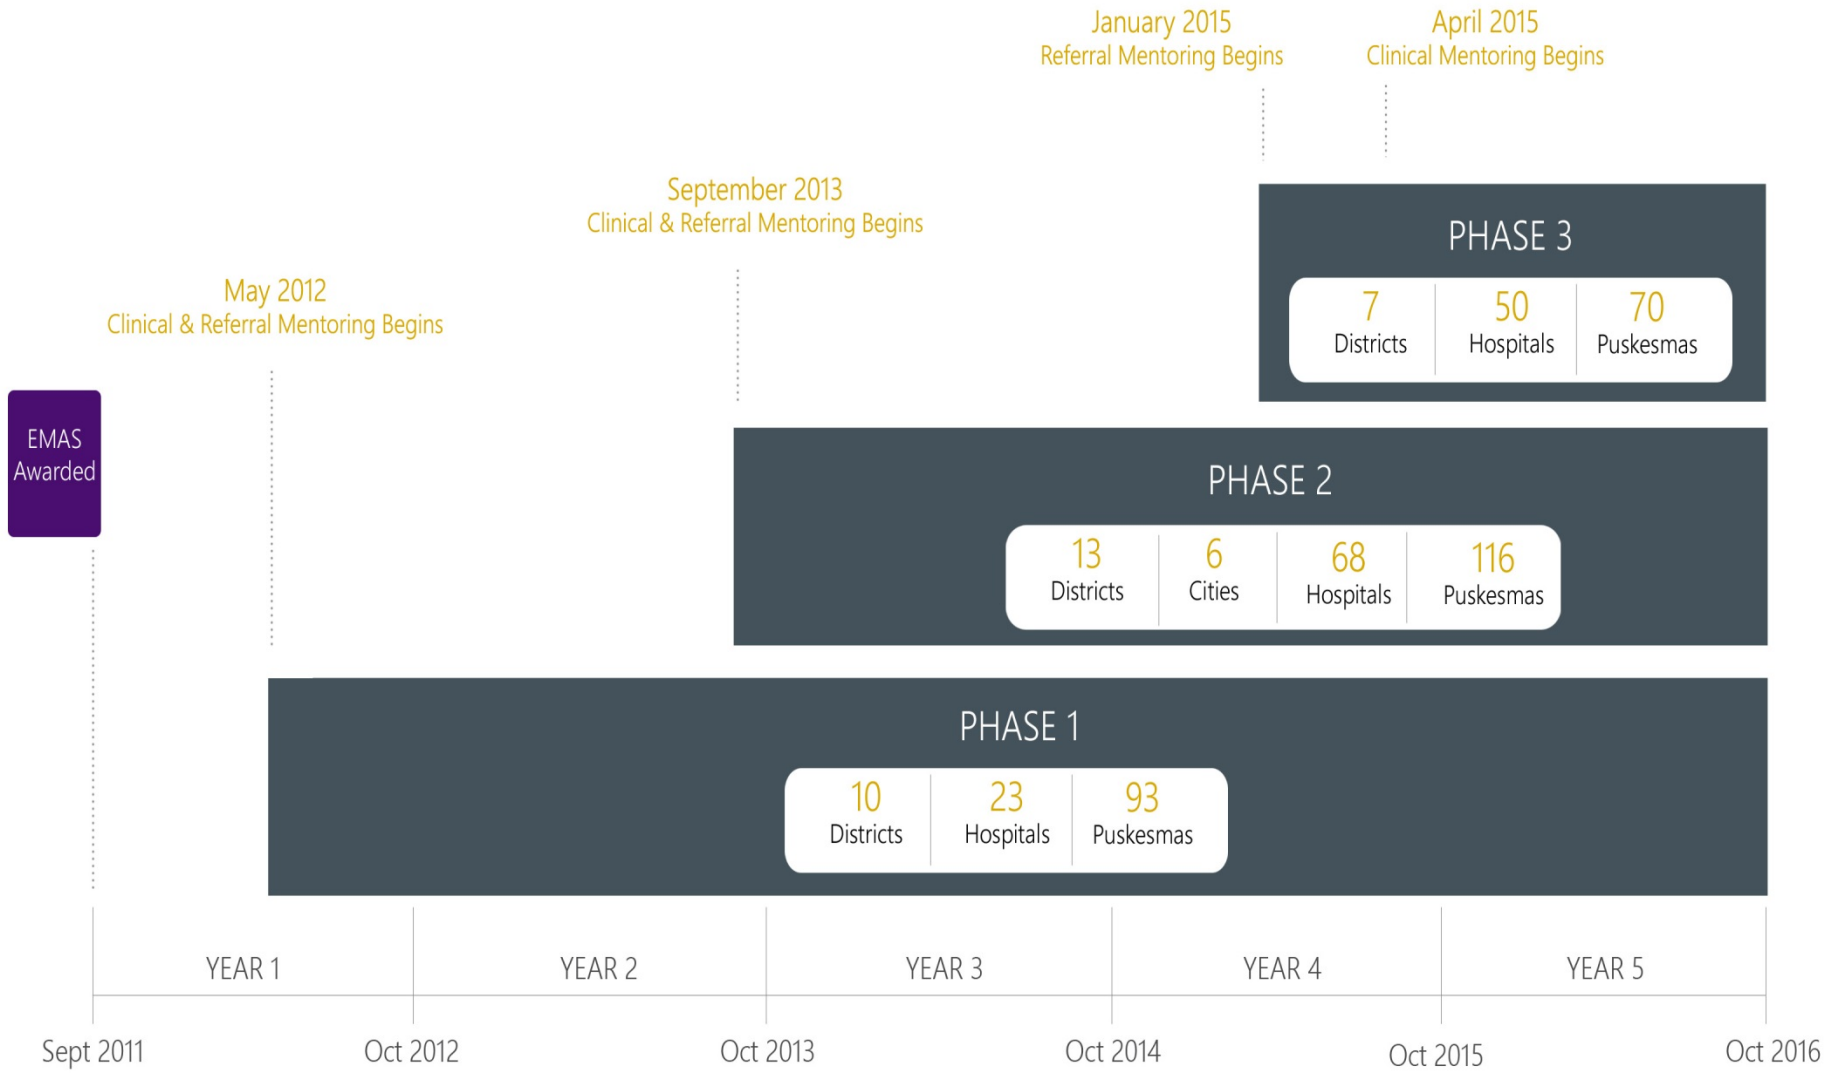 January 2015
Referral Mentoring Begins
April 2015
Clinical Mentoring Begins
September 2013
Clinical & Referral Mentoring Begins
May 2012
Clinical & Referral Mentoring Begins
EMAS
Awarded
PHASE 3
7
Districts
50
Hospitals
70
Puskesmas
PHASE 2
13
Districts
6
Cities
68
Hospitals
116
Puskesmas
PHASE 1
10
Districts
23
Hospitals
93
Puskesmas
YEAR 1
YEAR 2
YEAR 3
YEAR 4
YEAR 5
Sept 2011
Oct 2012
Oct 2013
Oct 2014
Oct 2015
Oct 2016